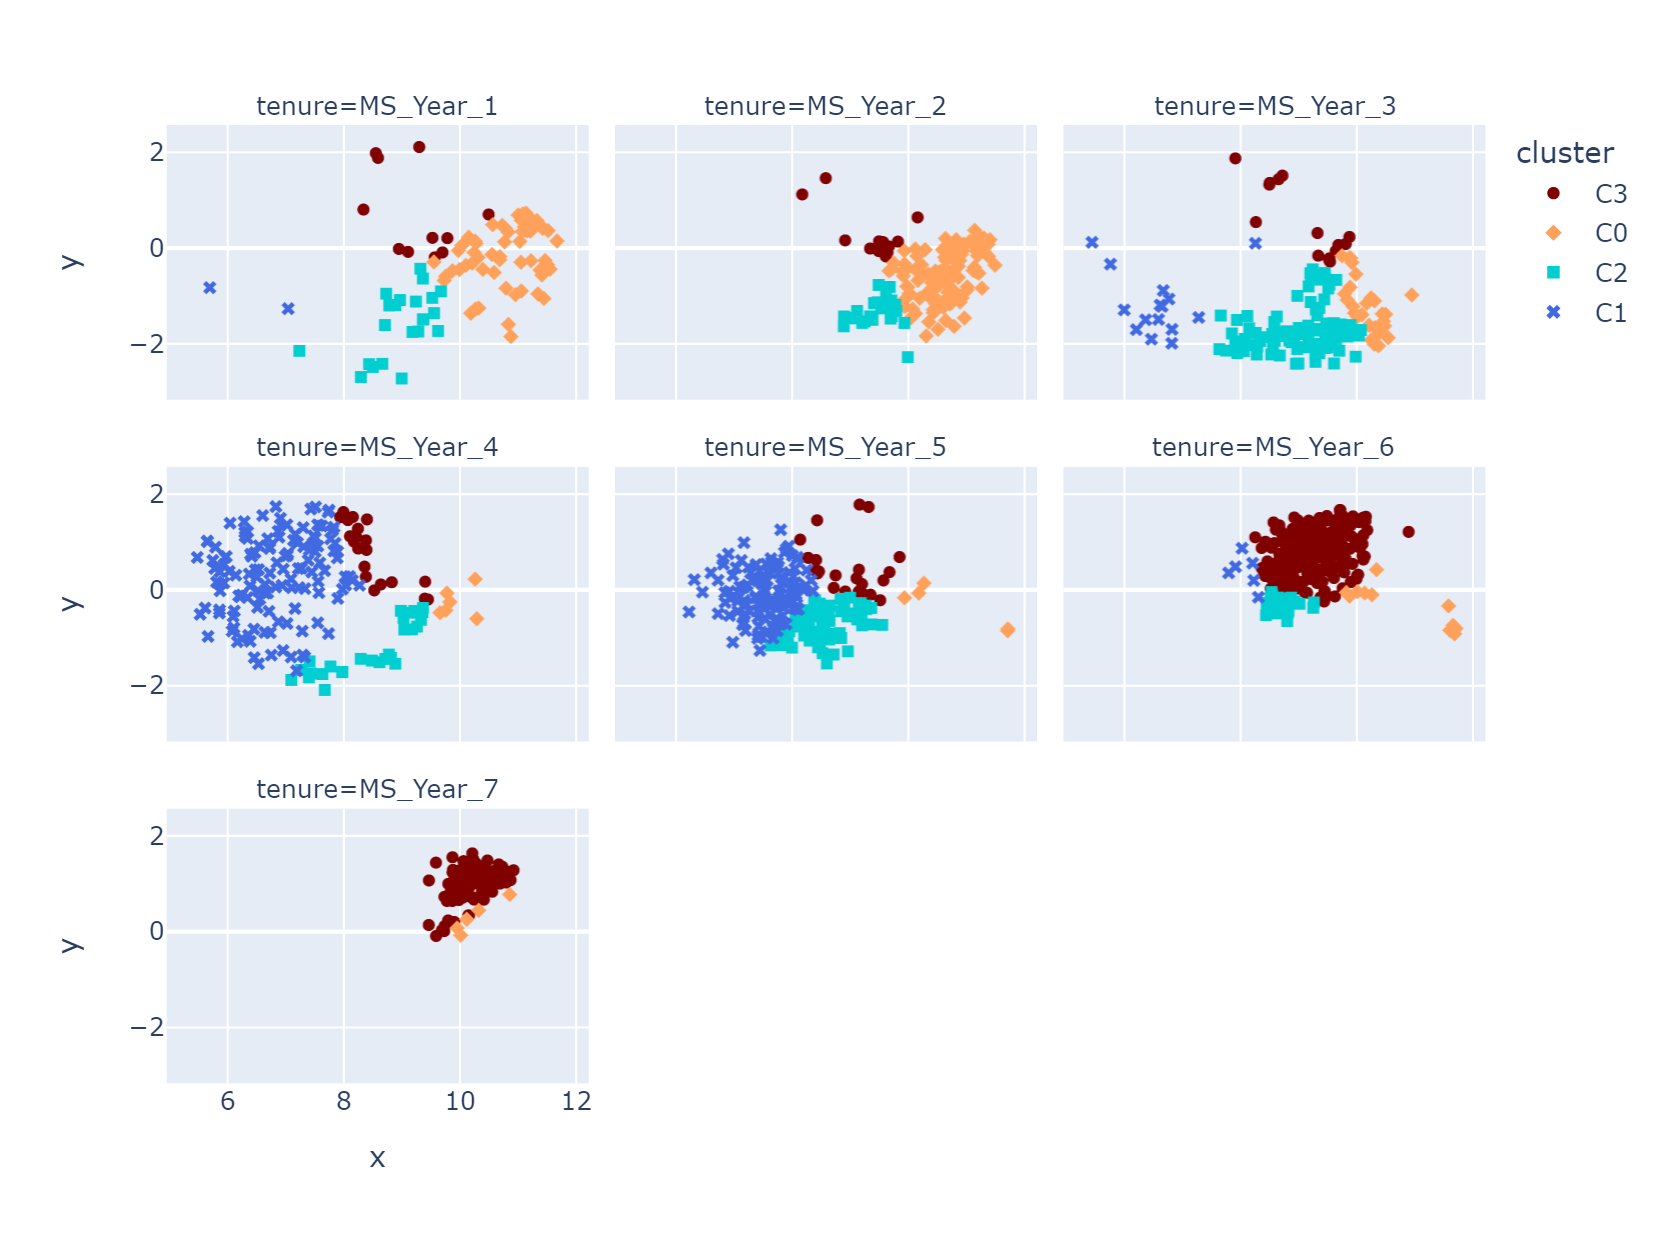 tenure=MS_Year_1
tenure=MS_Year_2
tenure=MS_Year_3
2
0
−2
y
cluster
C3
C0
C2
C1
tenure=MS_Year_4
tenure=MS_Year_5
tenure=MS_Year_6
2
0
−2
y
tenure=MS_Year_7
2
0
−2
y
6 8 10 12
x